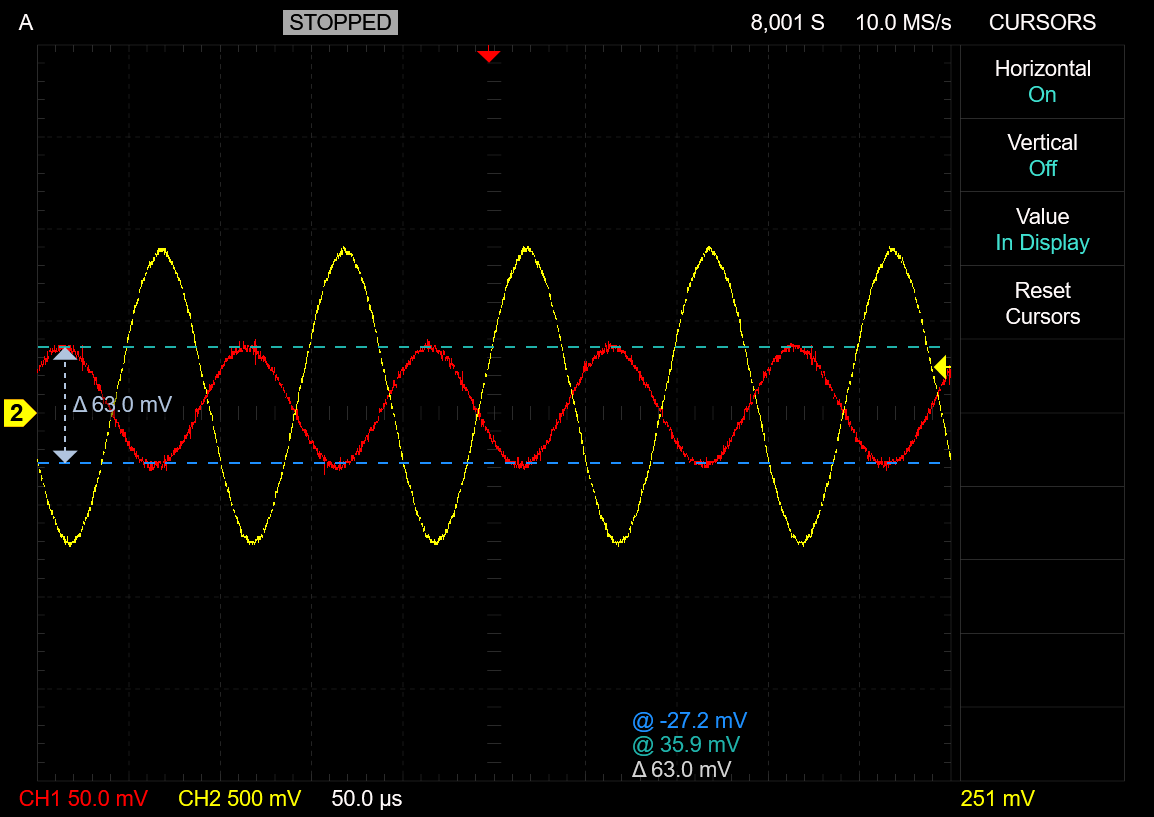 A
STOPPED
8,001 S
10.0 MS/s
CURSORS
Horizontal
On
Vertical
Off
Value
In Display
Reset
Cursors
Δ 63.0 mV
2
@ -27.2 mV
@ 35.9 mV
Δ 63.0 mV
CH1 50.0 mV
CH2 500 mV
50.0 µs
251 mV